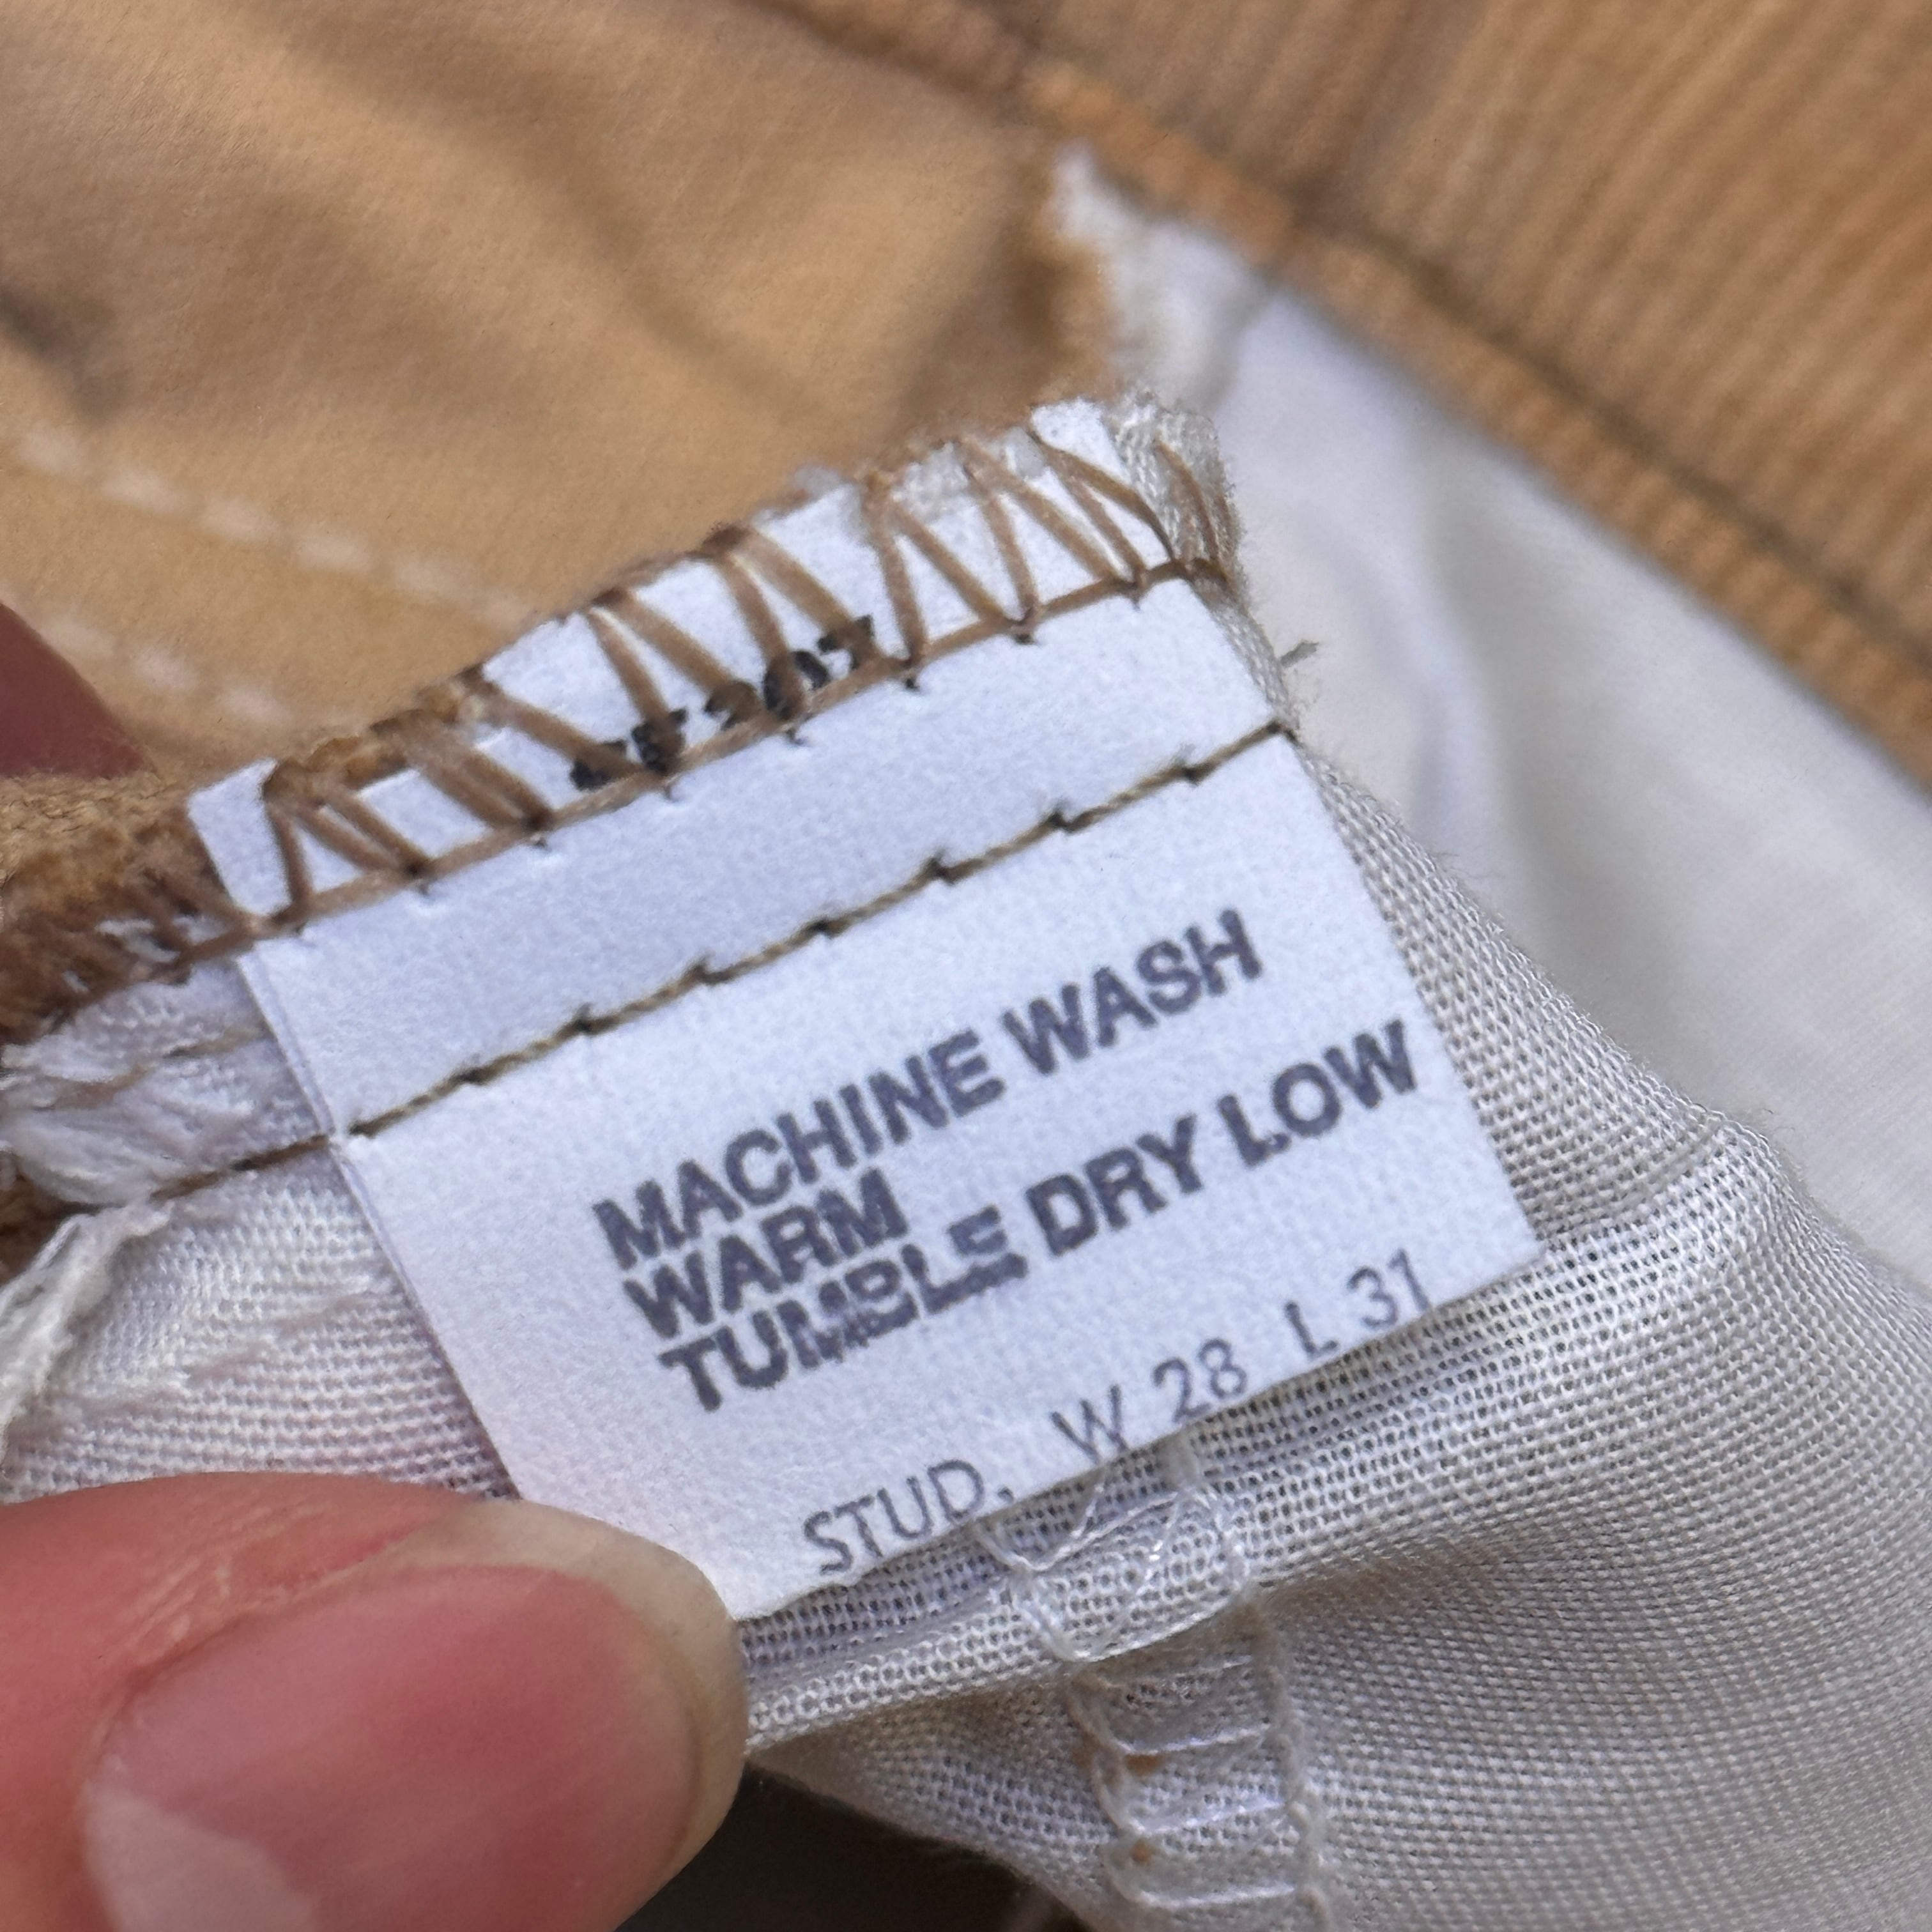 MACHINE WASH
WARM
TUMBLE DRY LOW
STUD. W 28 L 31